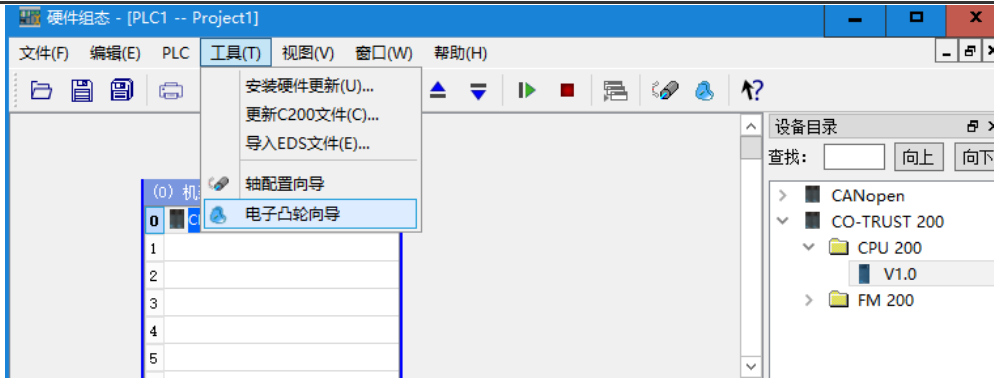 硬件组态 - [PLC1 -- Project1]
文件(F) 编辑(E) PLC 工具(T) 视图(V) 窗口(W) 帮助(H)
安装硬件更新(U)...
更新C200文件(C)...
导入EDS文件(E)...
轴配置向导
电子凸轮向导
(0) 机
0
1
2
3
4
5
设备目录
查找: 向上 向下
CANopen
CO-TRUST 200
CPU 200
V1.0
FM 200